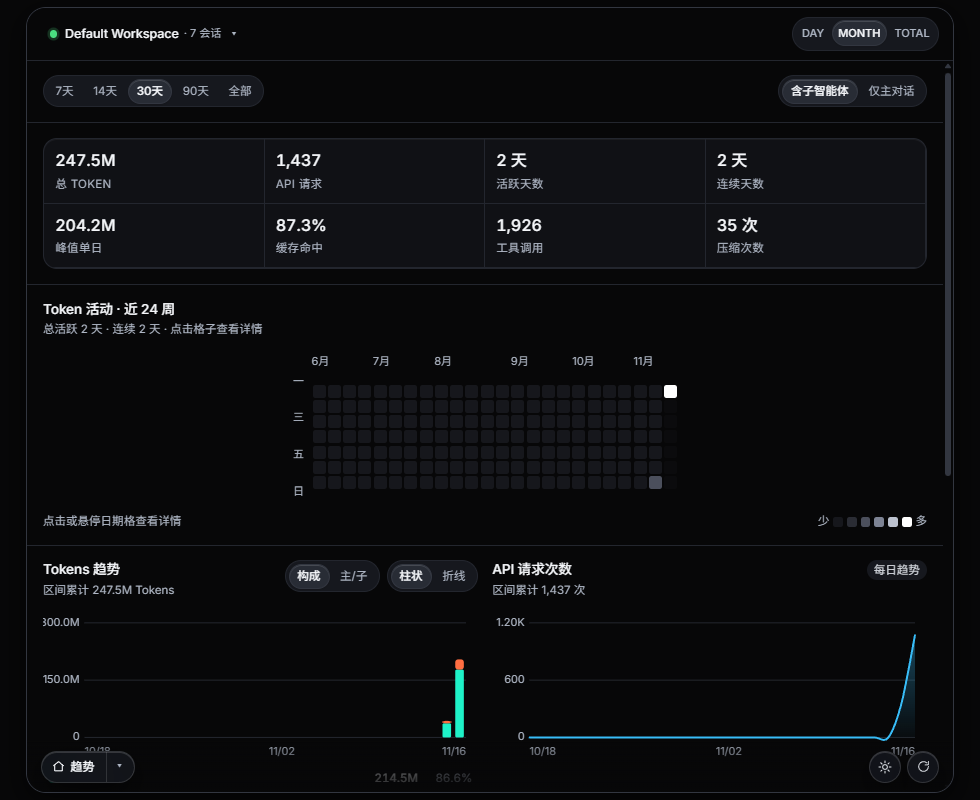 Default Workspace · 7 会话
DAY MONTH TOTAL
7天 14天 30天 90天 全部
含子智能体 仅主对话
247.5M 1,437 2 天 2 天
总 TOKEN API 请求 活跃天数 连续天数
204.2M 87.3% 1,926 35 次
峰值单日 缓存命中 工具调用 压缩次数
Token 活动 · 近 24 周
总活跃 2 天 · 连续 2 天 · 点击格子查看详情
6月 7月 8月 9月 10月 11月
一
三
五
日
点击或悬停日期格查看详情
少 多
Tokens 趋势
区间累计 247.5M Tokens
构成 主/子 柱状 折线
300.0M
150.0M
0
10/18 11/02 11/16
214.5M 86.6%
API 请求次数
区间累计 1,437 次
每日趋势
1.20K
600
0
10/18 11/02 11/16
趋势